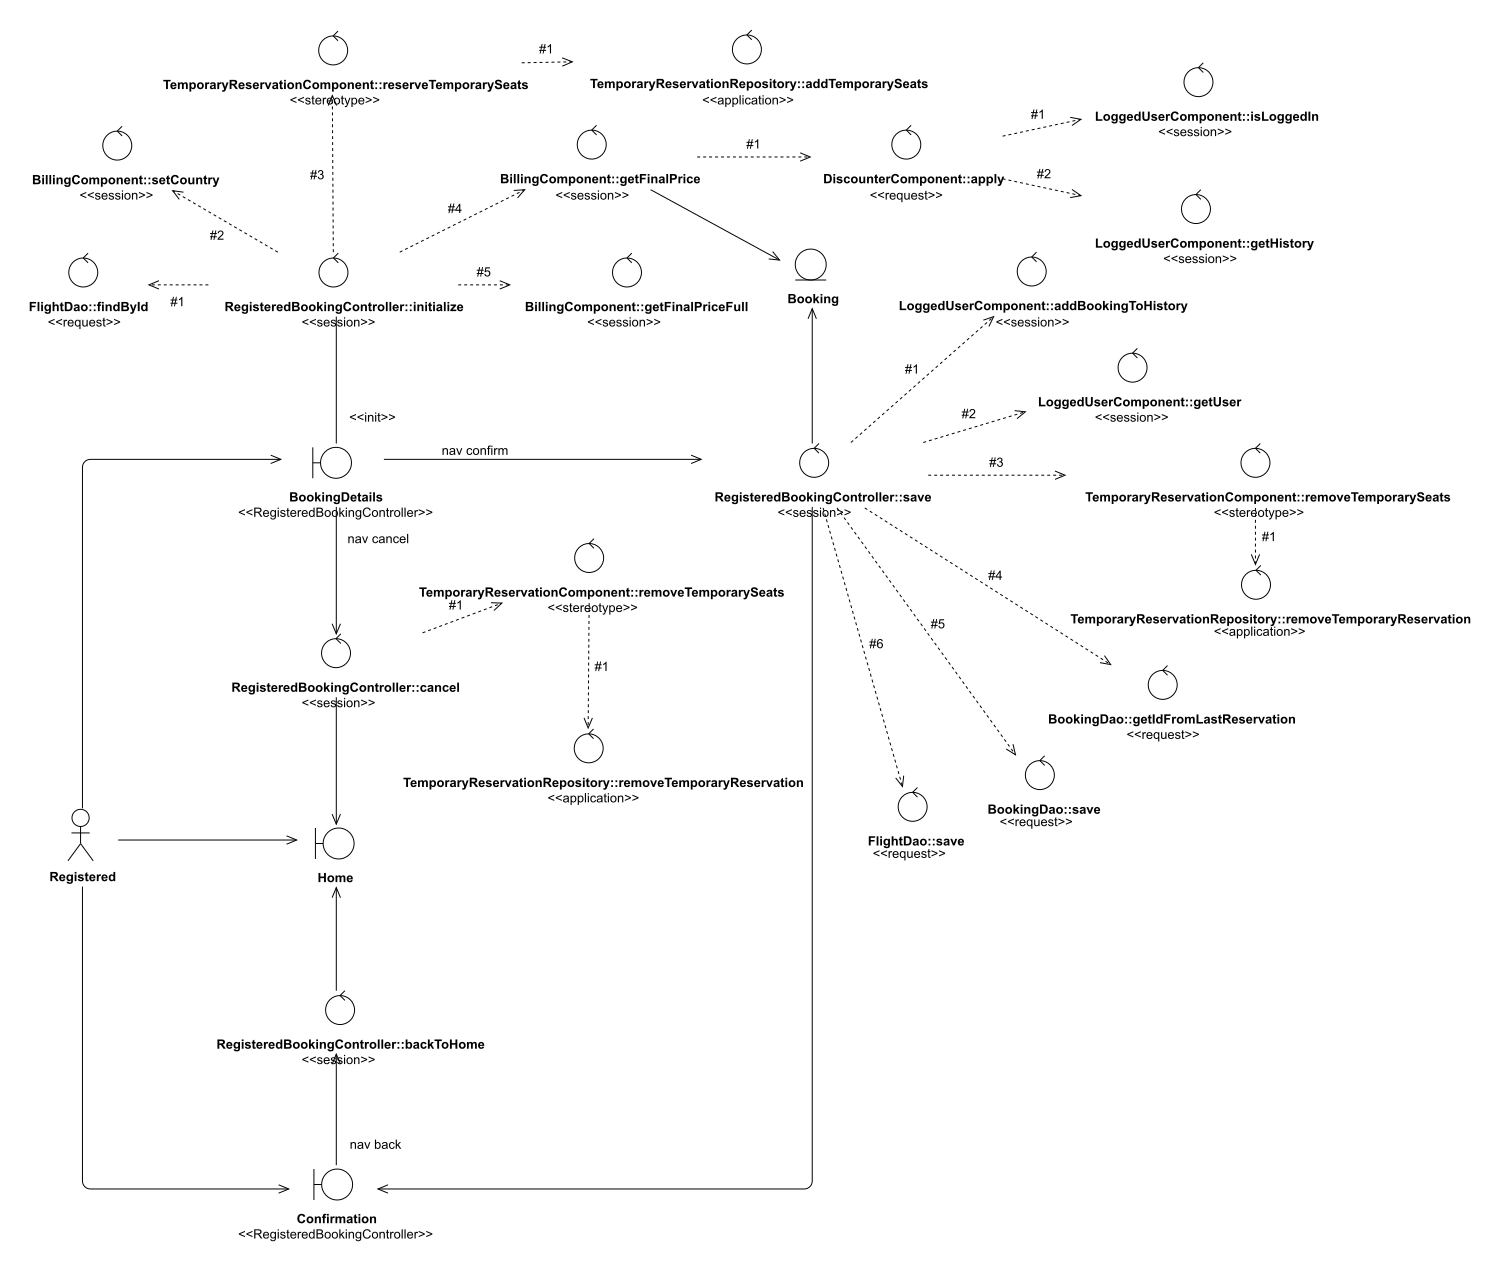 #1
TemporaryReservationComponent::reserveTemporarySeats
<<stereotype>>
TemporaryReservationRepository::addTemporarySeats
<<application>>
#1
LoggedUserComponent::isLoggedIn
<<session>>
BillingComponent::setCountry
<<session>>
#3
BillingComponent::getFinalPrice
<<session>>
#1
DiscounterComponent::apply
<<request>>
#2
#4
#2
LoggedUserComponent::getHistory
<<session>>
FlightDao::findById
<<request>>
#1
RegisteredBookingController::initialize
<<session>>
#5
BillingComponent::getFinalPriceFull
<<session>>
Booking
LoggedUserComponent::addBookingToHistory
<<session>>
#1
<<init>>
LoggedUserComponent::getUser
<<session>>
#2
nav confirm
#3
BookingDetails
<<RegisteredBookingController>>
RegisteredBookingController::save
<<session>>
TemporaryReservationComponent::removeTemporarySeats
<<stereotype>>
nav cancel
#1
#4
TemporaryReservationComponent::removeTemporarySeats
<<stereotype>>
#1
TemporaryReservationRepository::removeTemporaryReservation
<<application>>
#5
#6
#1
RegisteredBookingController::cancel
<<session>>
BookingDao::getIdFromLastReservation
<<request>>
TemporaryReservationRepository::removeTemporaryReservation
<<application>>
BookingDao::save
<<request>>
FlightDao::save
<<request>>
Registered
Home
RegisteredBookingController::backToHome
<<session>>
nav back
Confirmation
<<RegisteredBookingController>>